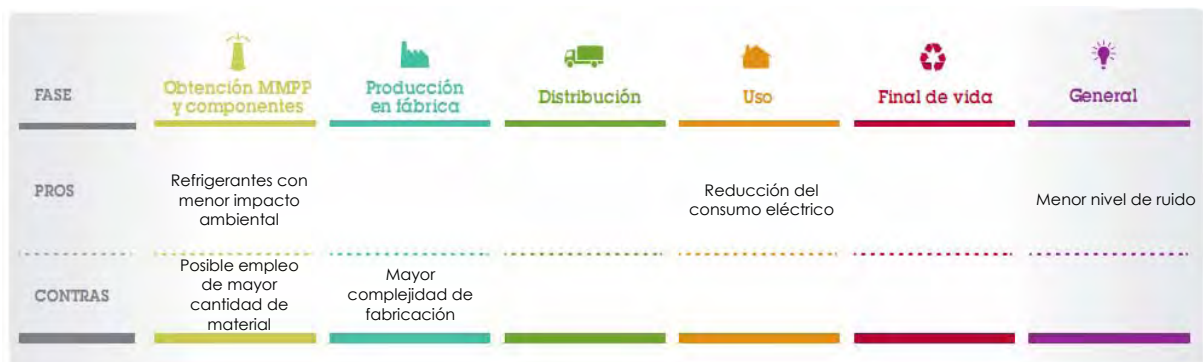 FASE
Obtención MMPP
y componentes
Producción
en fábrica
Distribución
Uso
Final de vida
General
PROS
Refrigerantes con
menor impacto
ambiental
Reducción del
consumo eléctrico
Menor nivel de ruido
CONTRAS
Posible empleo
de mayor
cantidad de
material
Mayor
complejidad de
fabricación